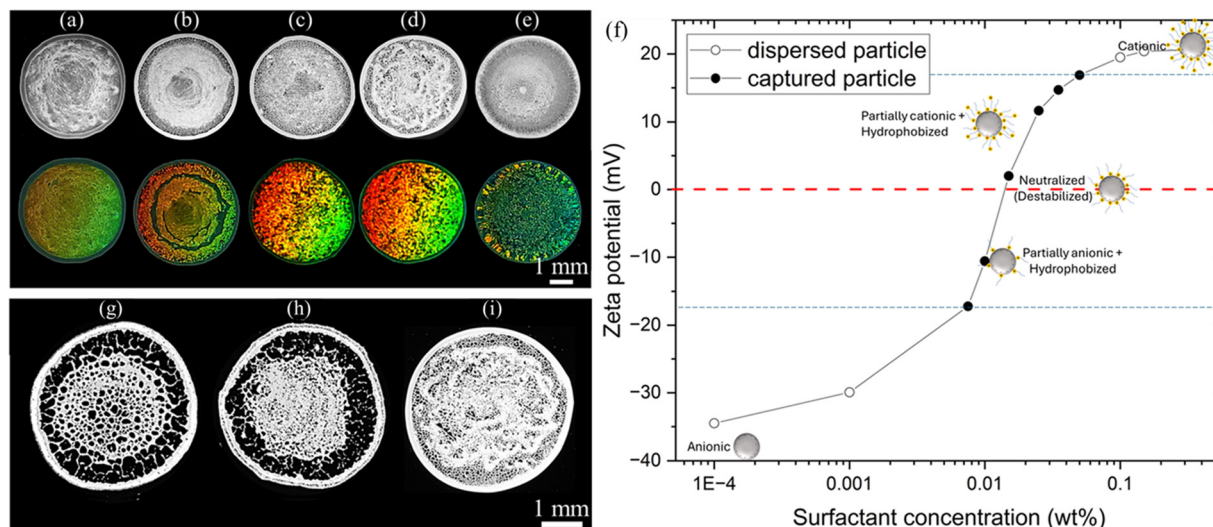 (a) (b) (c) (d) (e)
1 mm
(g) (h) (i)
1 mm
(f)
dispersed particle
captured particle
Cationic
Partially cationic +
Hydrophobized
Neutralized
(Destabilized)
Partially anionic +
Hydrophobized
Anionic
Zeta potential (mV)
20
10
0
−10
−20
−30
−40
1E−4 0.001 0.01 0.1
Surfactant concentration (wt%)